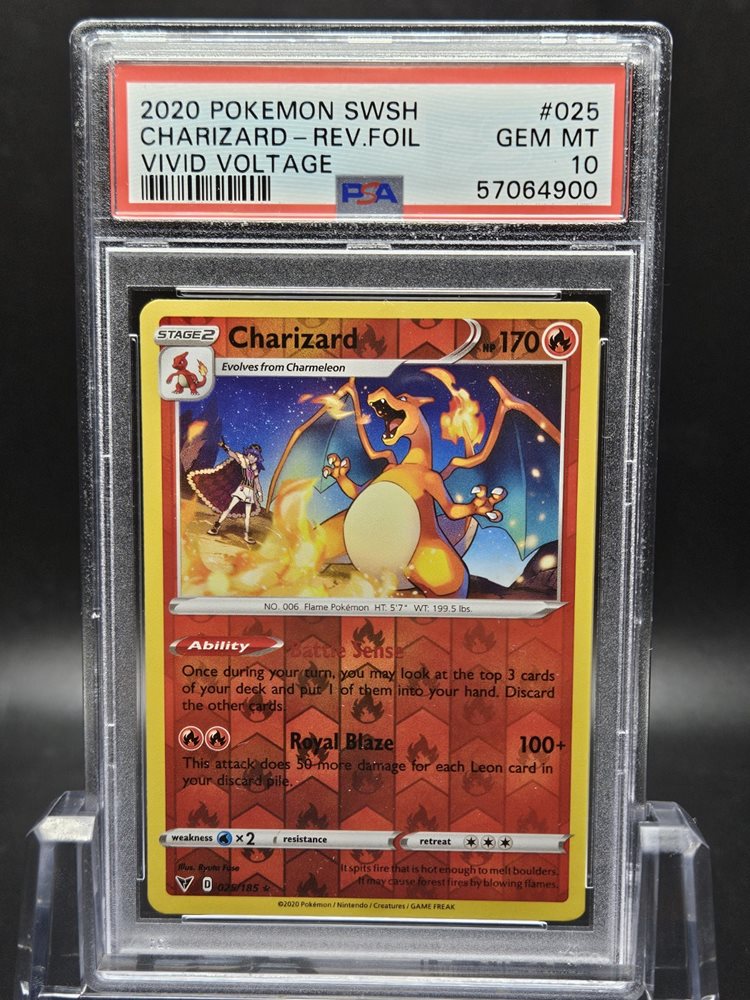 2020 POKEMON SWSH #025
CHARIZARD - REV.FOIL GEM MT
VIVID VOLTAGE 10
PSA 57064900
STAGE 2 Charizard HP 170
Evolves from Charmeleon
NO. 006 Flame Pokémon HT: 5'7" WT: 199.5 lbs.
Ability Battle Sense
Once during your turn, you may look at the top 3 cards
of your deck and put 1 of them into your hand. Discard
the other cards.
Royal Blaze 100+
This attack does 50 more damage for each Leon card in
your discard pile.
weakness ×2 resistance retreat
Illus. Ryuta Fuse
It spits fire that is hot enough to melt boulders.
It may cause forest fires by blowing flames.
D 025/185 ★
©2020 Pokémon / Nintendo / Creatures / GAME FREAK